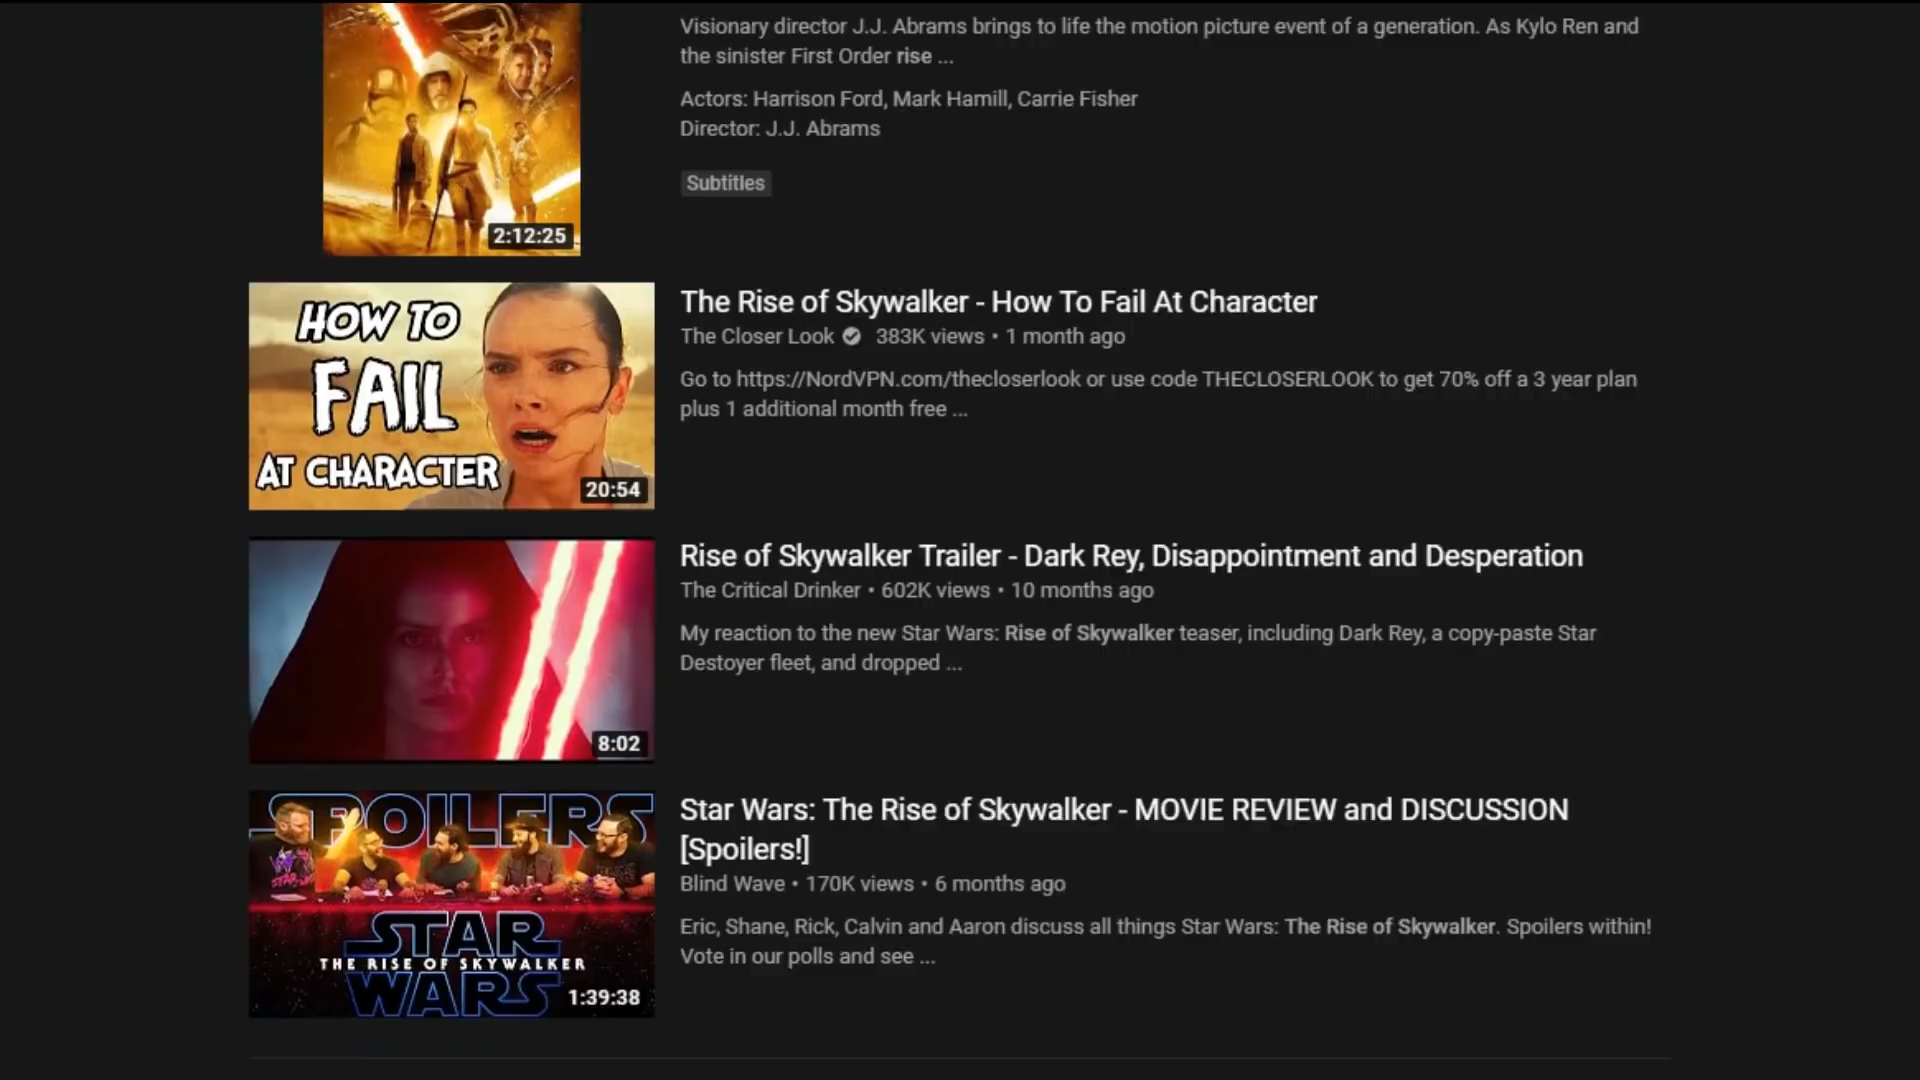 Visionary director J.J. Abrams brings to life the motion picture event of a generation. As Kylo Ren and
the sinister First Order rise ...
Actors: Harrison Ford, Mark Hamill, Carrie Fisher
Director: J.J. Abrams
Subtitles
2:12:25
HOW TO
FAIL
AT CHARACTER
20:54
The Rise of Skywalker - How To Fail At Character
The Closer Look 383K views • 1 month ago
Go to https://NordVPN.com/thecloserlook or use code THECLOSERLOOK to get 70% off a 3 year plan
plus 1 additional month free ...
8:02
Rise of Skywalker Trailer - Dark Rey, Disappointment and Desperation
The Critical Drinker • 602K views • 10 months ago
My reaction to the new Star Wars: Rise of Skywalker teaser, including Dark Rey, a copy-paste Star
Destoyer fleet, and dropped ...
SPOILERS
STAR
THE RISE OF SKYWALKER
WARS
1:39:38
Star Wars: The Rise of Skywalker - MOVIE REVIEW and DISCUSSION
[Spoilers!]
Blind Wave • 170K views • 6 months ago
Eric, Shane, Rick, Calvin and Aaron discuss all things Star Wars: The Rise of Skywalker. Spoilers within!
Vote in our polls and see ...